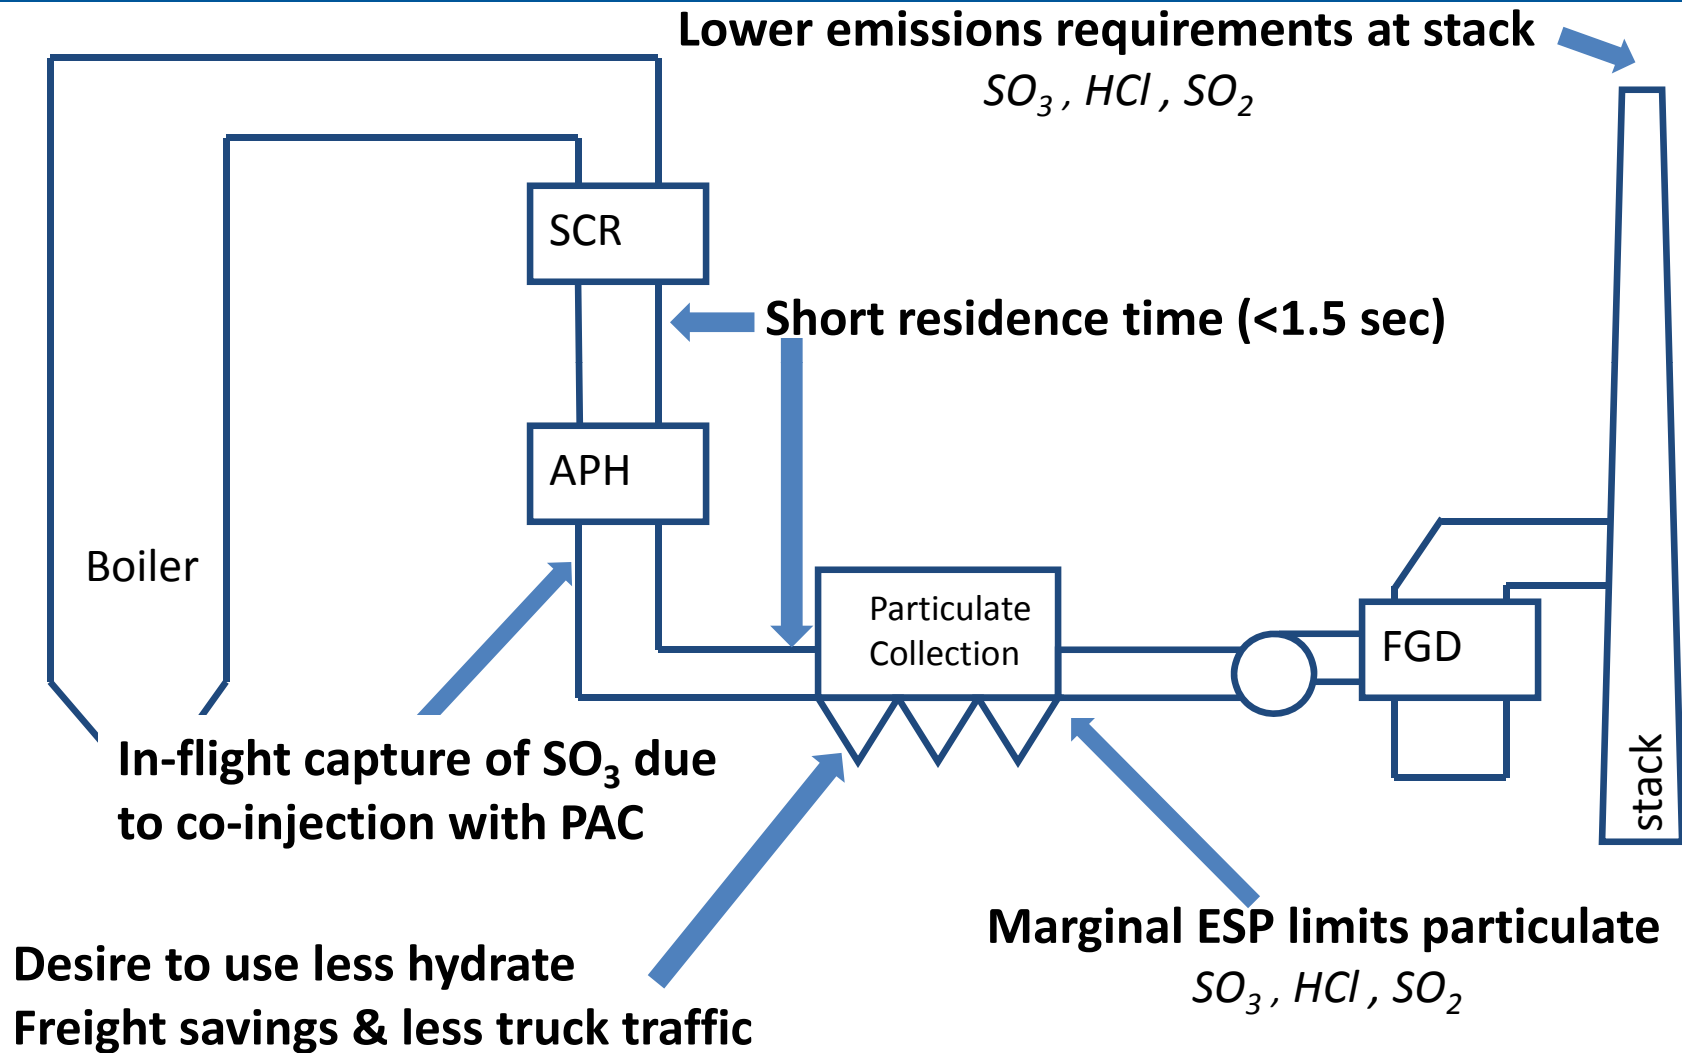 Lower emissions requirements at stack
SO₃ , HCl , SO₂
SCR
Short residence time (<1.5 sec)
APH
Boiler
Particulate
Collection
FGD
stack
In-flight capture of SO₃ due
to co-injection with PAC
Marginal ESP limits particulate
SO₃ , HCl , SO₂
Desire to use less hydrate
Freight savings & less truck traffic